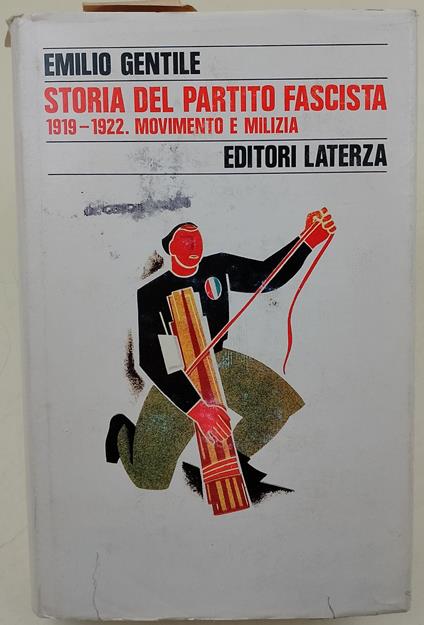 EMILIO GENTILE
STORIA DEL PARTITO FASCISTA
1919–1922. MOVIMENTO E MILIZIA
EDITORI LATERZA